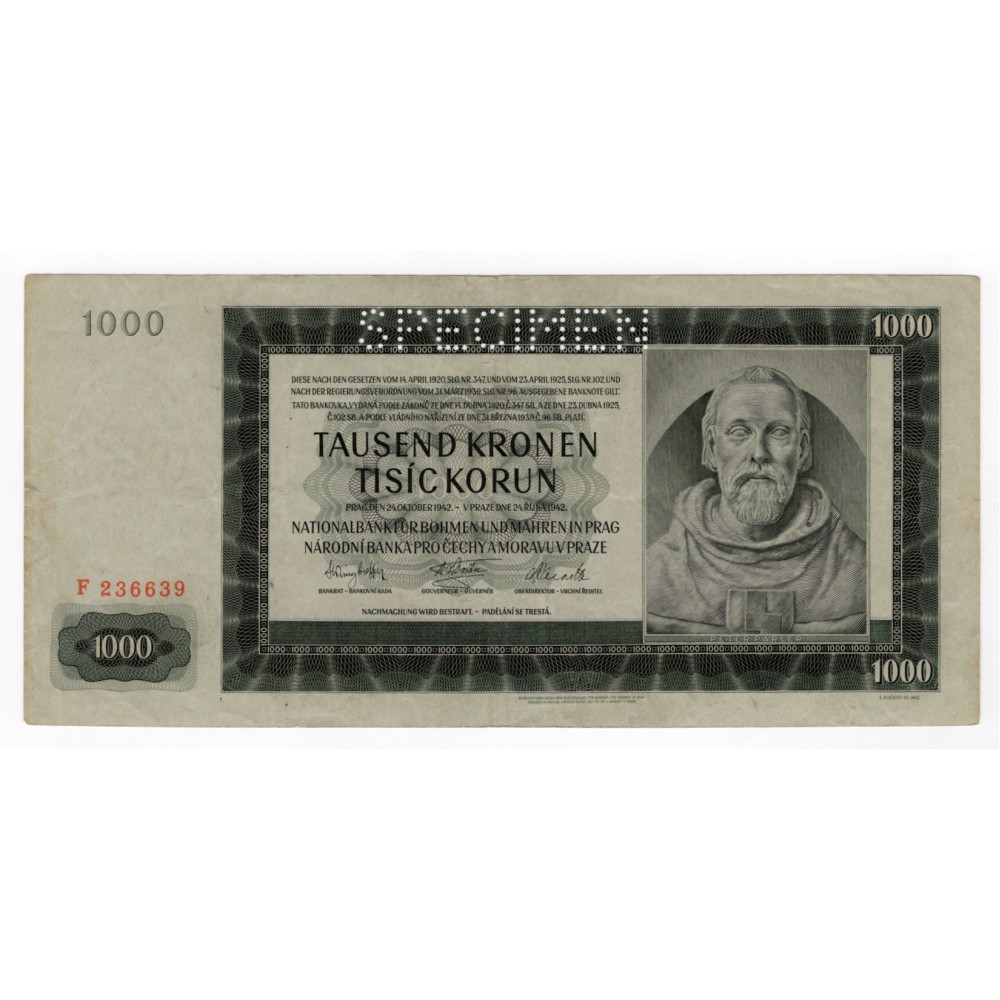 1000
SPECIMEN
1000
DIESE NACH DEN GESETZEN VOM 14. APRIL 1920, SLG. NR. 347, UND VOM 23. APRIL 1925, SLG. NR. 102, UND
NACH DER REGIERUNGSVERORDNUNG VOM 31. MÄRZ 1939, SLG. NR. 96, AUSGEGEBENE BANKNOTE GILT.
TATO BANKOVKA, VYDANÁ PODLE ZÁKONŮ ZE DNE 14. DUBNA 1920, Č. 347 SB., A ZE DNE 23. DUBNA 1925,
Č. 102 SB. A PODLE VLÁDNÍHO NAŘÍZENÍ ZE DNE 31. BŘEZNA 1939, Č. 96 SB. PLATÍ.
TAUSEND KRONEN
TISÍC KORUN
PRAG, DEN 24. OKTOBER 1942. – V PRAZE DNE 24. ŘÍJNA 1942.
NATIONALBANK FÜR BÖHMEN UND MÄHREN IN PRAG
NÁRODNÍ BANKA PRO ČECHY A MORAVU V PRAZE
BANKRAT – BANKOVNÍ RADA
GOUVERNEUR – GUVERNÉR
OBERDIREKTOR – VRCHNÍ ŘEDITEL
NACHMACHUNG WIRD BESTRAFT. – PADĚLÁNÍ SE TRESTÁ.
F 236639
1000
PETER PARLER
1000